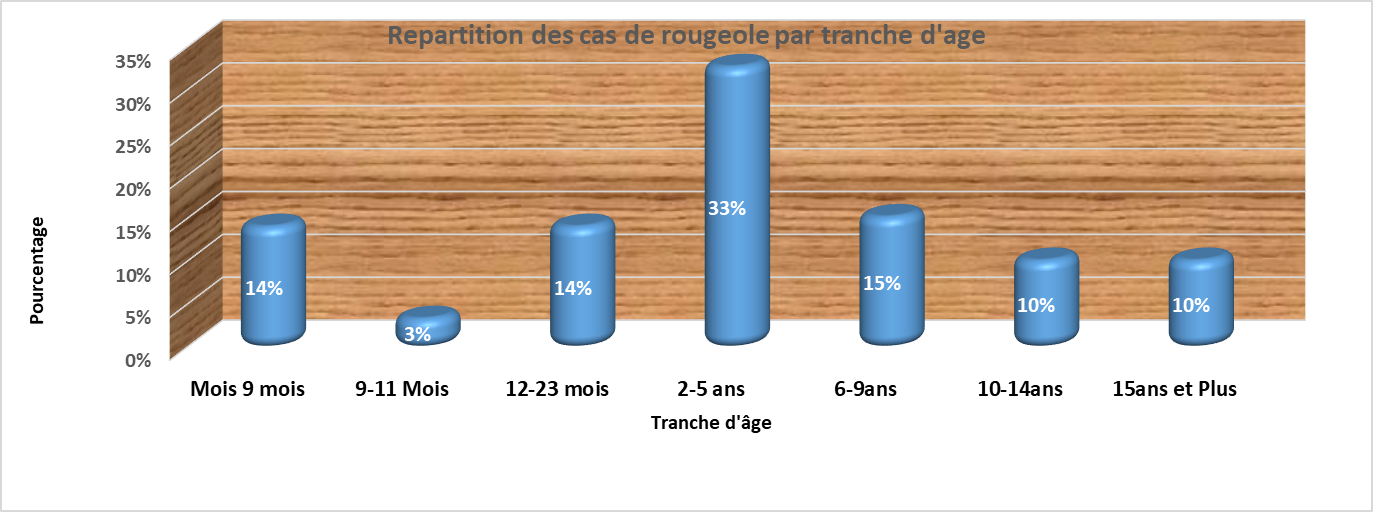 Repartition des cas de rougeole par tranche d'age
35%
30%
25%
20%
15%
10%
5%
0%
Pourcentage
14%
3%
14%
33%
15%
10%
10%
Mois 9 mois
9-11 Mois
12-23 mois
2-5 ans
6-9ans
10-14ans
15ans et Plus
Tranche d'âge